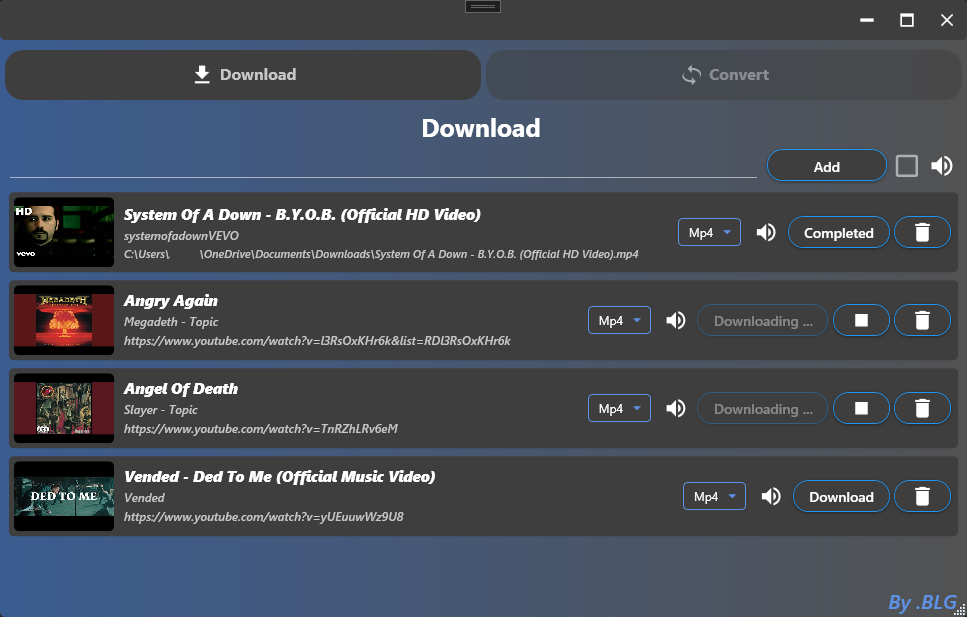 Download
Convert
Download
Add
HD
vevo
System Of A Down - B.Y.O.B. (Official HD Video)
systemofadownVEVO
C:\Users\ \OneDrive\Documents\Downloads\System Of A Down - B.Y.O.B. (Official HD Video).mp4
Mp4
Completed
MEGADETH
Angry Again
Megadeth - Topic
https://www.youtube.com/watch?v=l3RsOxKHr6k&list=RDl3RsOxKHr6k
Mp4
Downloading ...
Angel Of Death
Slayer - Topic
https://www.youtube.com/watch?v=TnRZhLRv6eM
Mp4
Downloading ...
DED TO ME
Vended - Ded To Me (Official Music Video)
Vended
https://www.youtube.com/watch?v=yUEuuwWz9U8
Mp4
Download
By .BLG